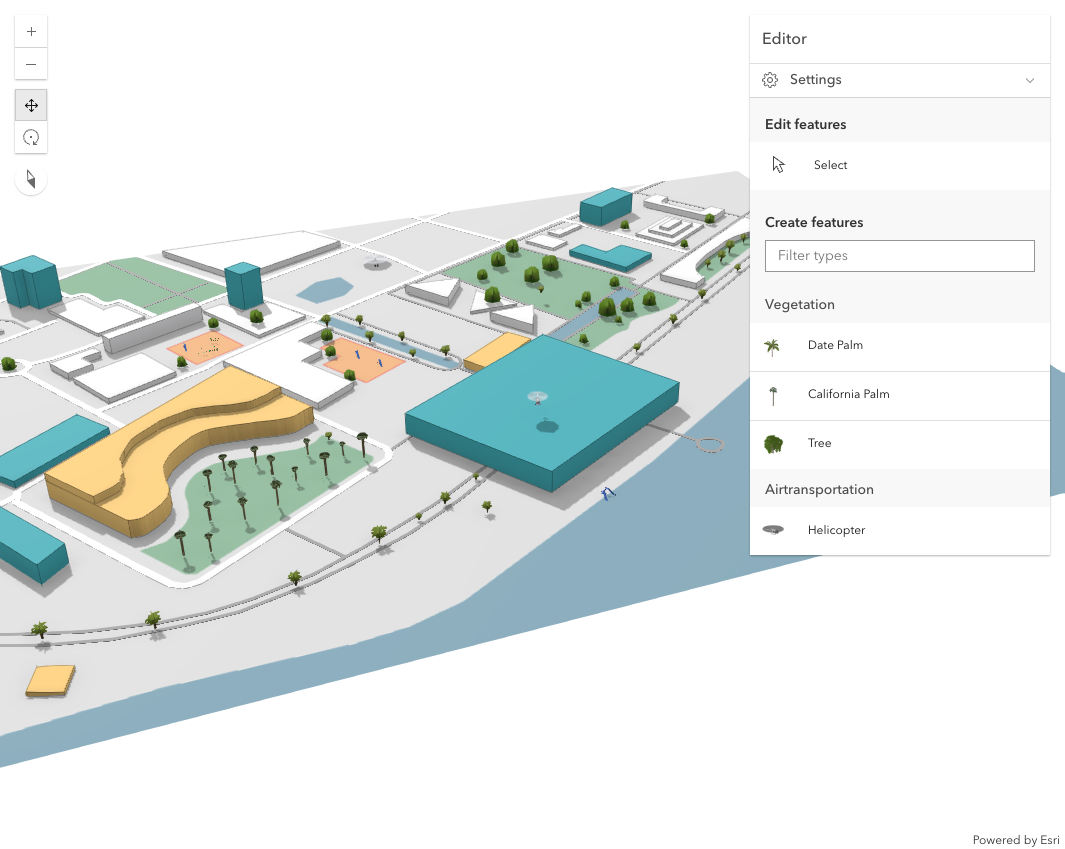 Editor
Settings
Edit features
Select
Create features
Filter types
Vegetation
Date Palm
California Palm
Tree
Airtransportation
Helicopter
Powered by Esri